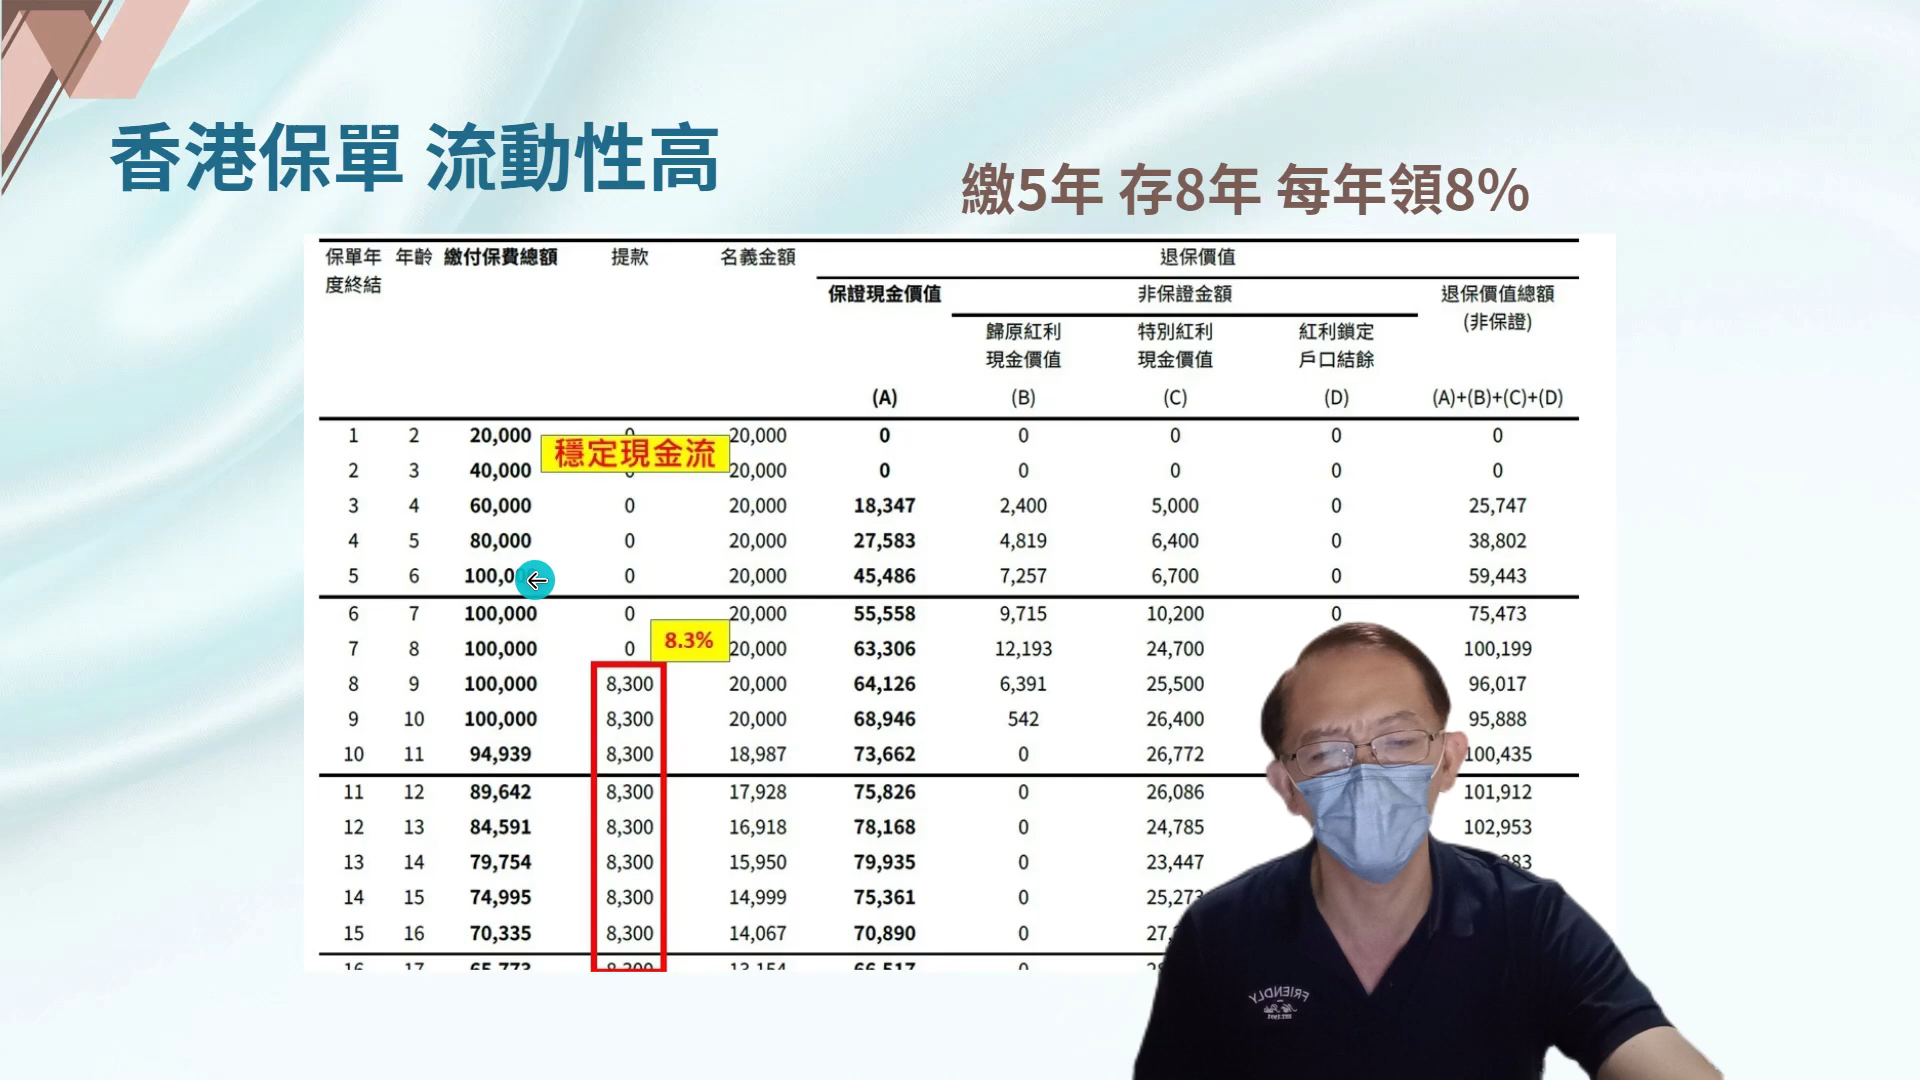 香港保單 流動性高
繳5年 存8年 每年領8%
保單年 年齡 繳付保費總額 提款 名義金額 退保價值
度終結
保證現金價值 非保證金額 退保價值總額
(非保證)
歸原紅利 特別紅利 紅利鎖定
現金價值 現金價值 戶口結餘
(A) (B) (C) (D) (A)+(B)+(C)+(D)
1 2 20,000 20,000 0 0 0 0 0
穩定現金流
2 3 40,000 20,000 0 0 0 0 0
3 4 60,000 0 20,000 18,347 2,400 5,000 0 25,747
4 5 80,000 0 20,000 27,583 4,819 6,400 0 38,802
5 6 100,0 0 20,000 45,486 7,257 6,700 0 59,443
6 7 100,000 0 20,000 55,558 9,715 10,200 0 75,473
8.3%
7 8 100,000 0 20,000 63,306 12,193 24,700 100,199
8 9 100,000 8,300 20,000 64,126 6,391 25,500 96,017
9 10 100,000 8,300 20,000 68,946 542 26,400 95,888
10 11 94,939 8,300 18,987 73,662 0 26,772 100,435
11 12 89,642 8,300 17,928 75,826 0 26,086 101,912
12 13 84,591 8,300 16,918 78,168 0 24,785 102,953
13 14 79,754 8,300 15,950 79,935 0 23,447
14 15 74,995 8,300 14,999 75,361 0 25,273
15 16 70,335 8,300 14,067 70,890 0 27,
FRIENDLY